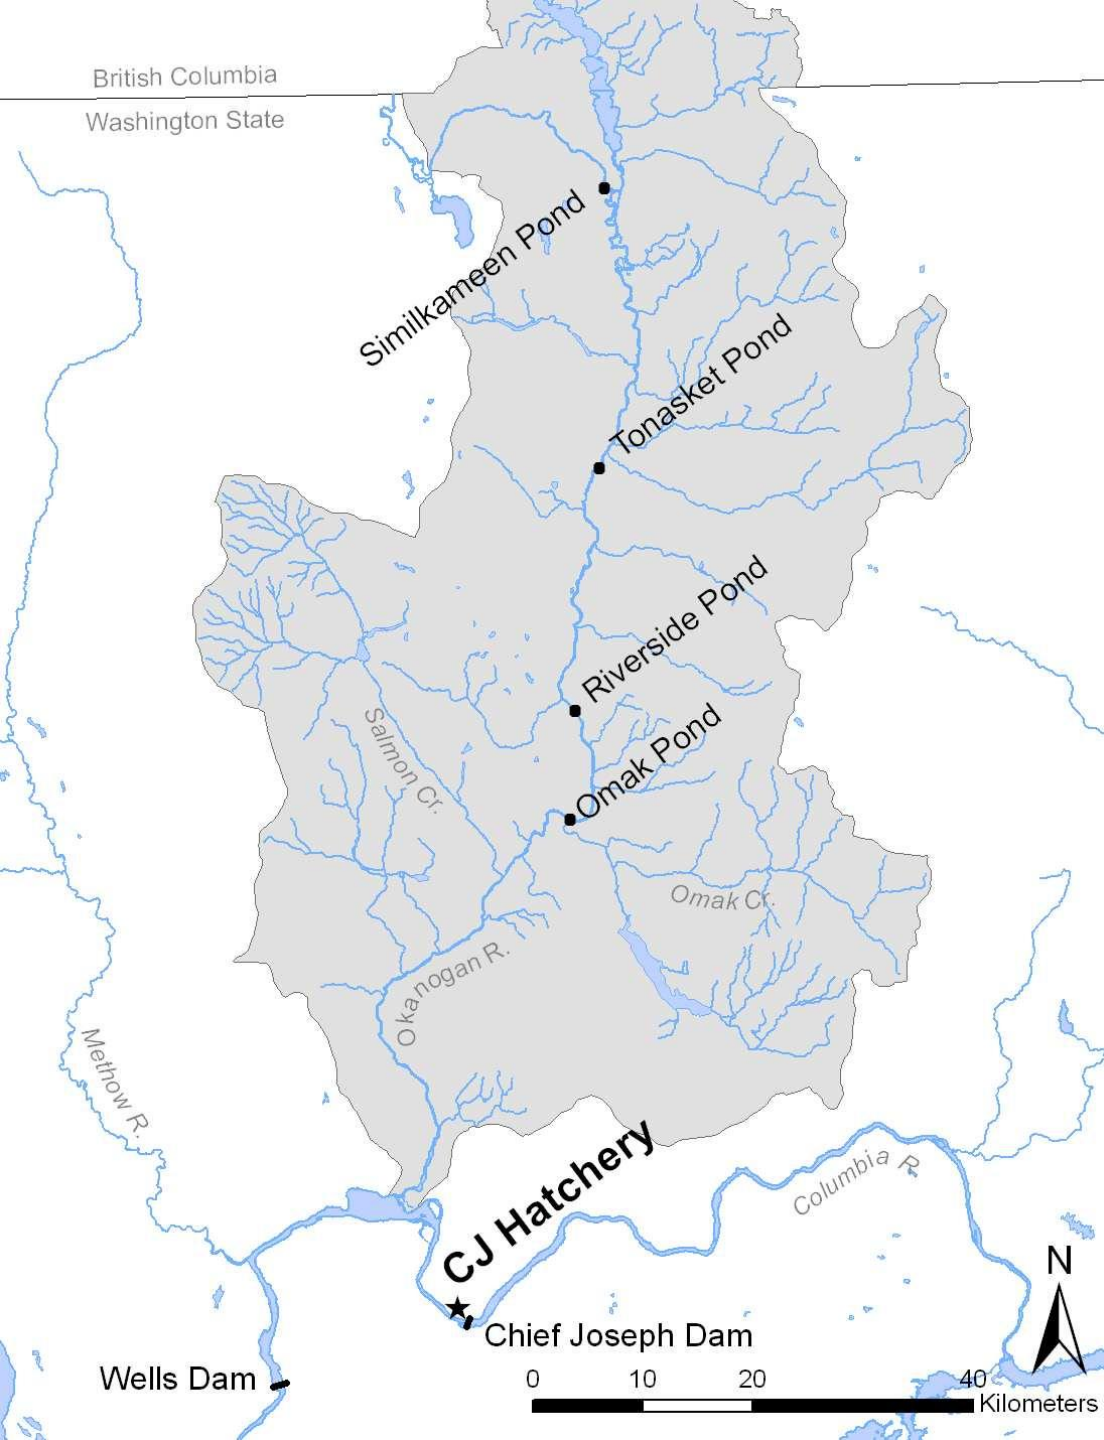 British Columbia
Washington State
Similkameen Pond
Tonasket Pond
Riverside Pond
Omak Pond
Salmon Cr.
Omak Cr.
Okanogan R.
Methow R.
CJ Hatchery
Columbia R.
N
Chief Joseph Dam
Wells Dam
0 10 20 40
Kilometers